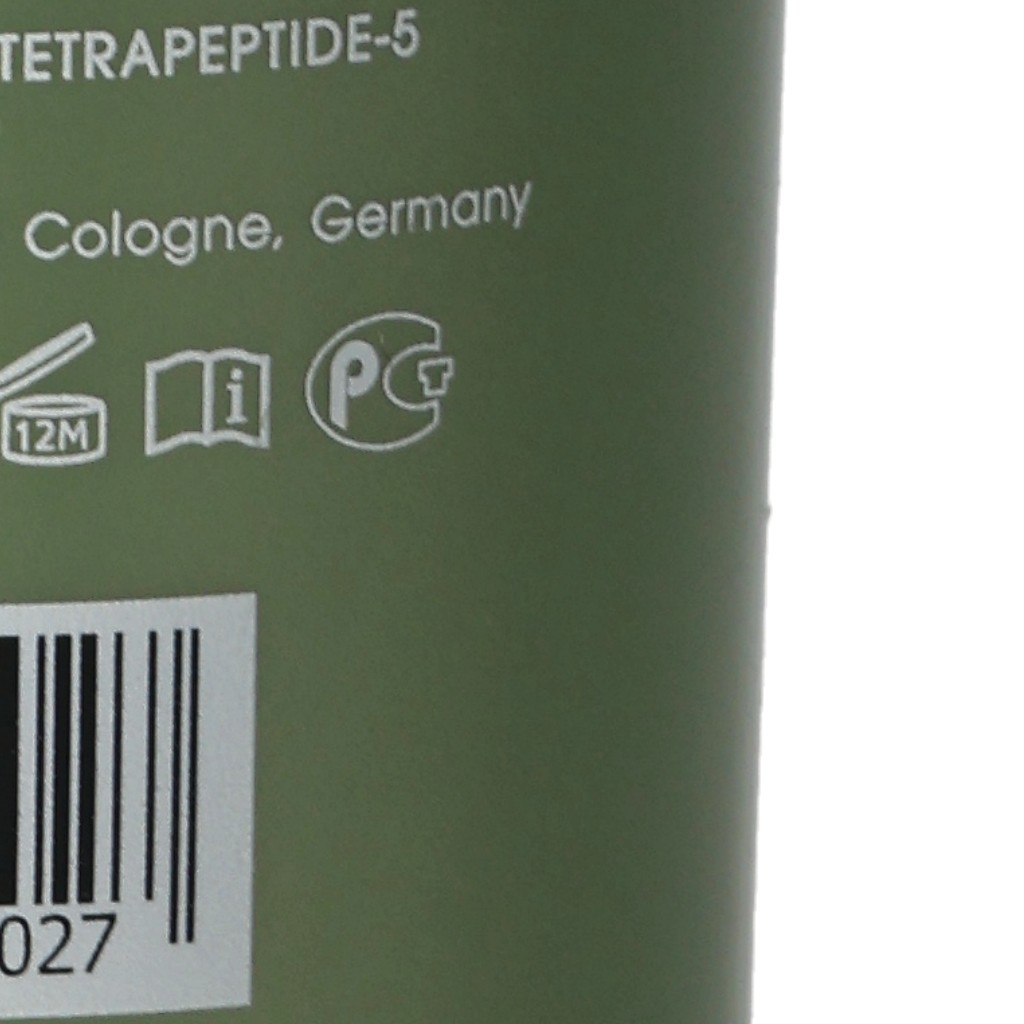 TETRAPEPTIDE-5
Cologne, Germany
12M i PCT
027